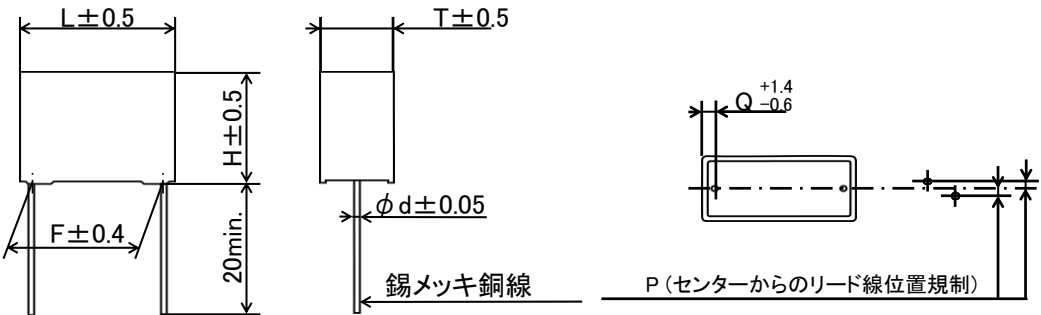 L±0.5
T±0.5
H±0.5
Q +1.4 −0.6
F±0.4
20min.
φd±0.05
錫メッキ銅線
P(センターからのリード線位置規制)